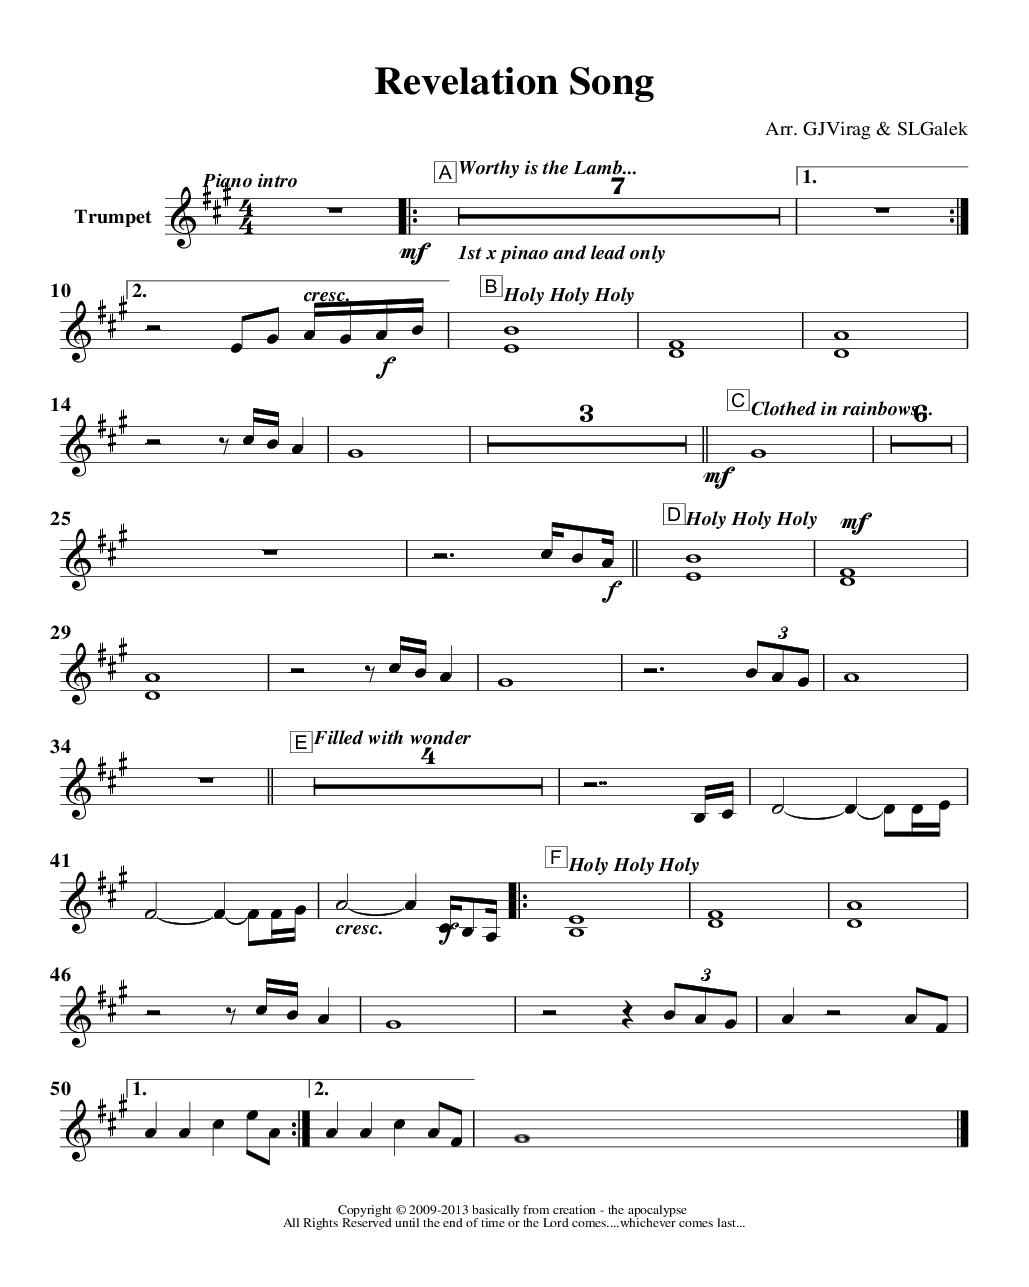 Revelation Song
Arr. GJVirag & SLGalek
Piano intro
A Worthy is the Lamb...
7
1.
Trumpet
4
4
mf
1st x pinao and lead only
10
2.
cresc.
B Holy Holy Holy
f
14
3
C Clothed in rainbows...
6
mf
25
D Holy Holy Holy
mf
f
29
3
34
E Filled with wonder
4
41
F Holy Holy Holy
cresc.
f
46
3
50
1.
2.
Copyright © 2009-2013 basically from creation - the apocalypse
All Rights Reserved until the end of time or the Lord comes....whichever comes last...